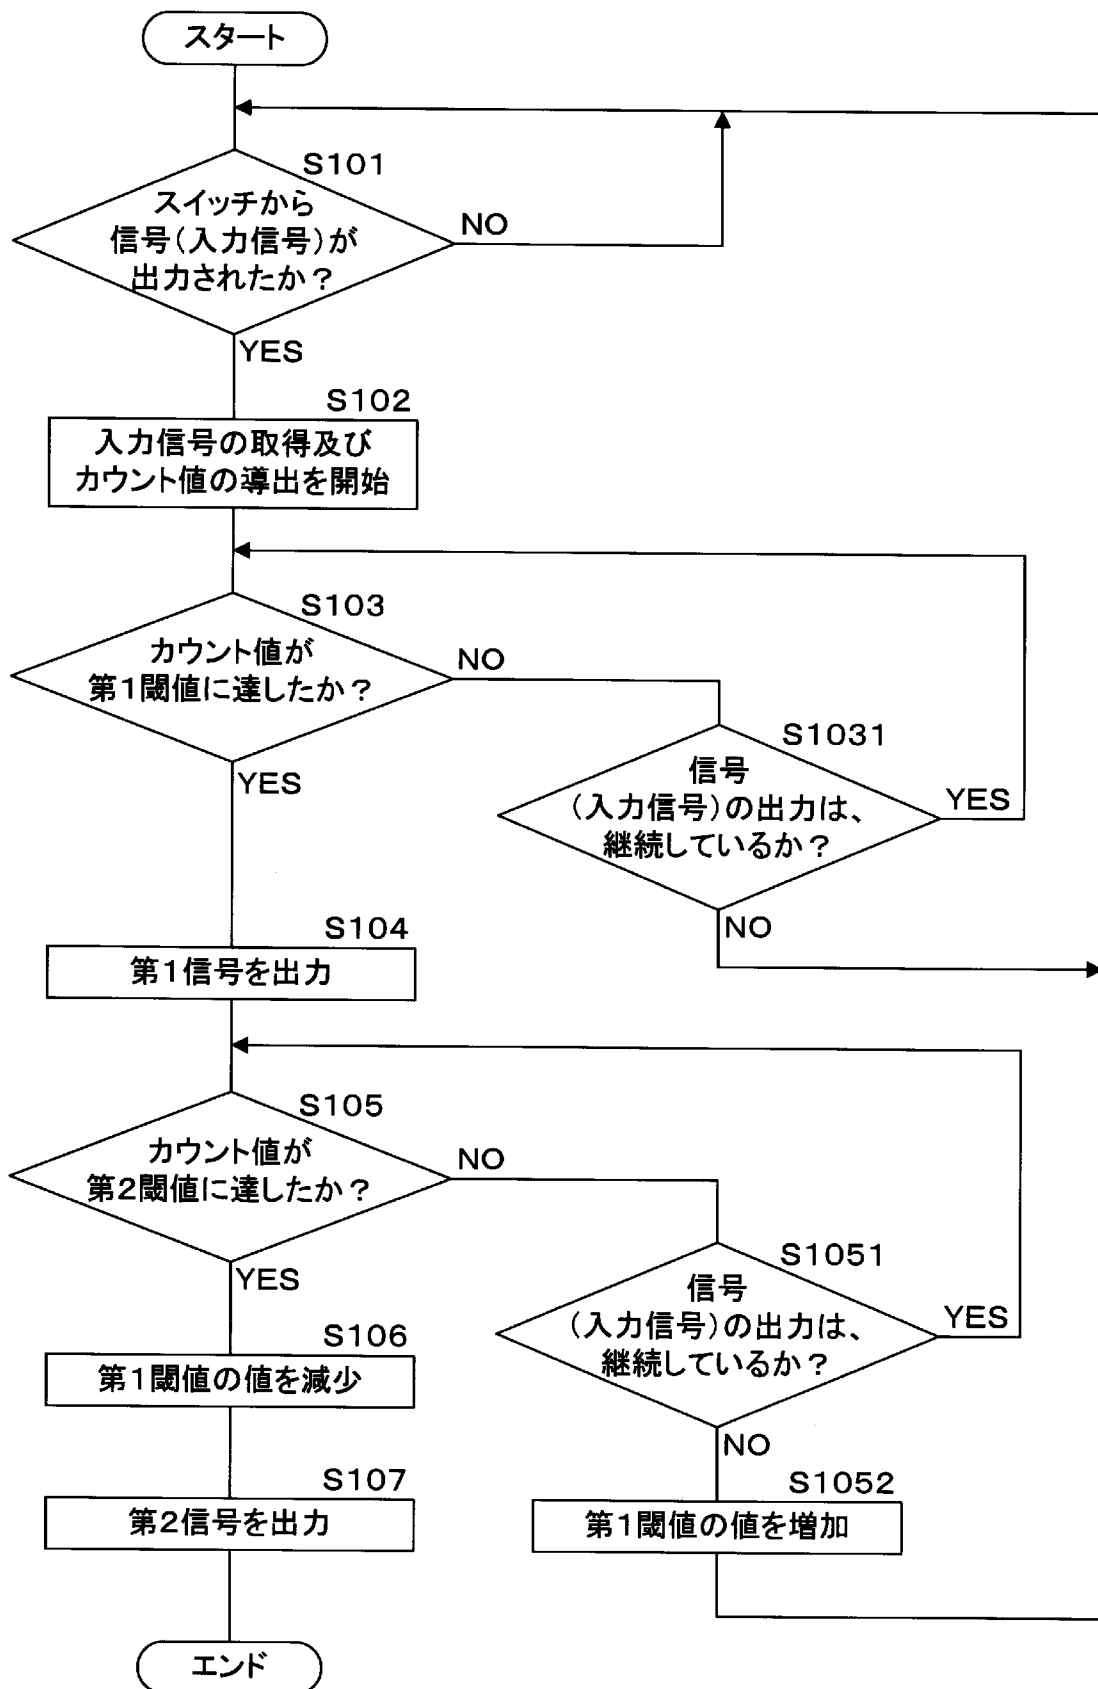 スタート
S101
スイッチから
信号(入力信号)が
出力されたか？
NO
YES
S102
入力信号の取得及び
カウント値の導出を開始
S103
カウント値が
第1閾値に達したか？
NO
YES
S1031
信号
(入力信号)の出力は、
継続しているか？
YES
NO
S104
第1信号を出力
S105
カウント値が
第2閾値に達したか？
NO
YES
S1051
信号
(入力信号)の出力は、
継続しているか？
YES
NO
S106
第1閾値の値を減少
S1052
第1閾値の値を増加
S107
第2信号を出力
エンド